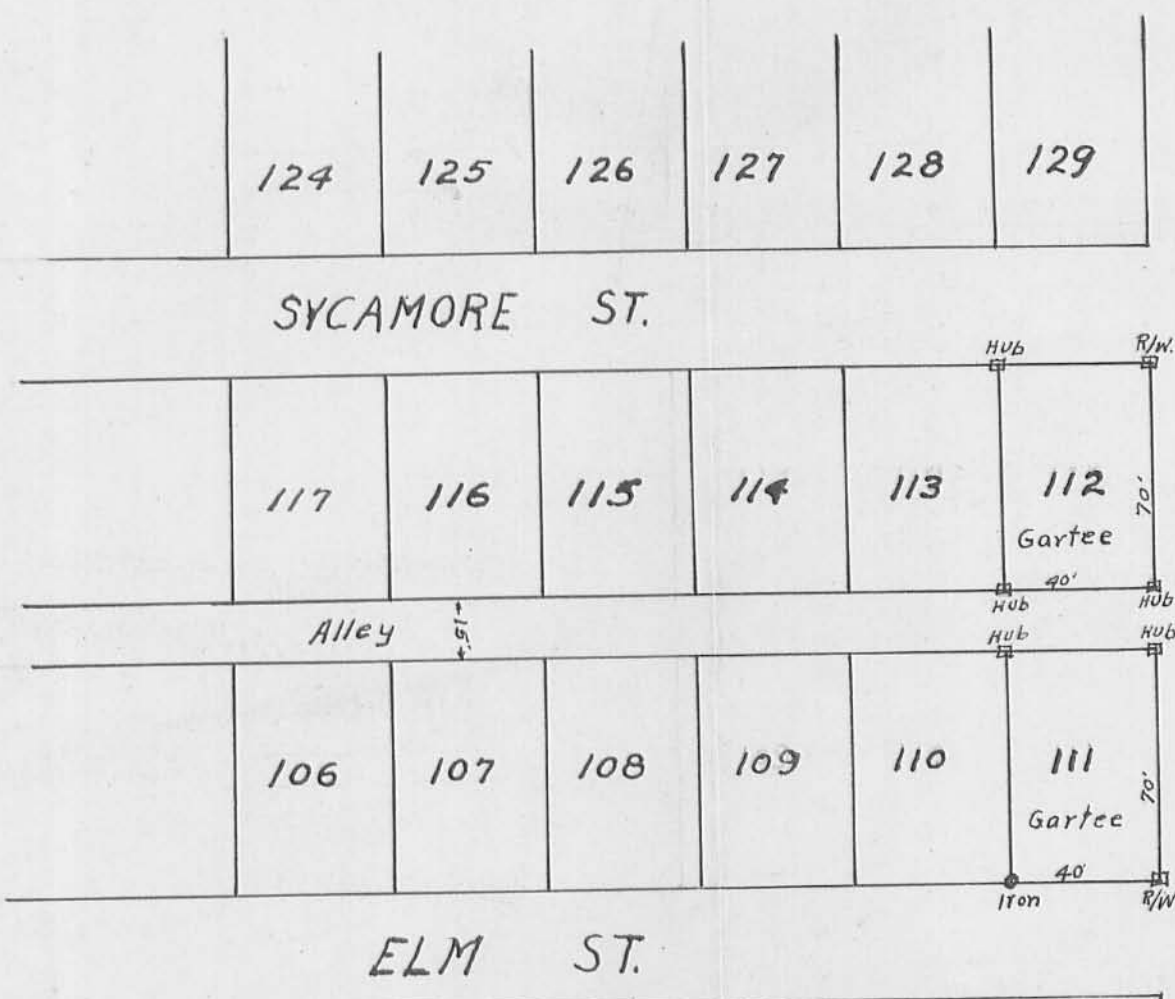 124 125 126 127 128 129
SYCAMORE ST.
Hub R/W.
117 116 115 114 113 112
70'
Gartee
40'
Hub Hub
Alley 15' Hub Hub
106 107 108 109 110 111
70'
Gartee
40'
Iron R/W
ELM ST.